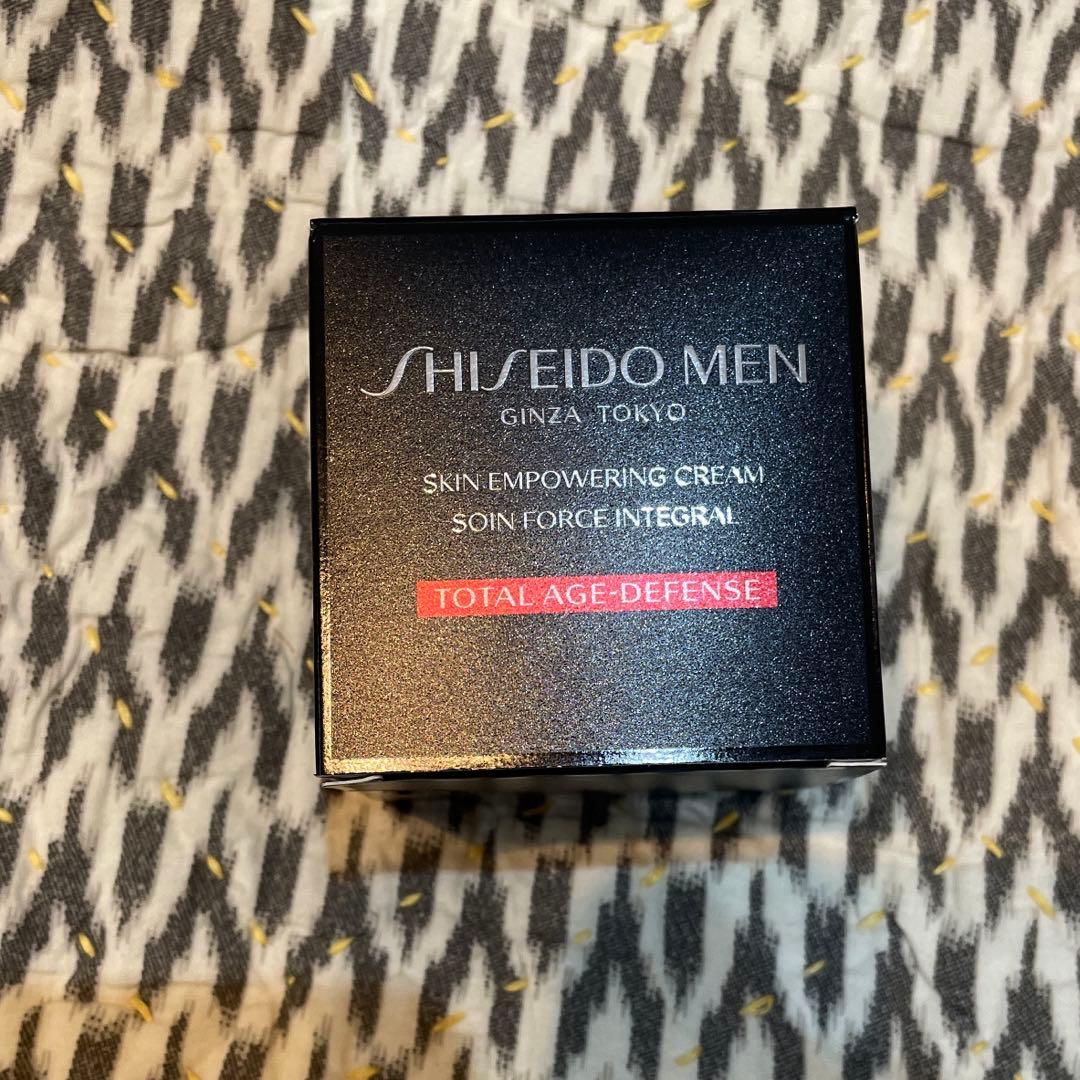 SHISEIDO MEN
GINZA TOKYO
SKIN EMPOWERING CREAM
SOIN FORCE INTEGRAL
TOTAL AGE-DEFENSE